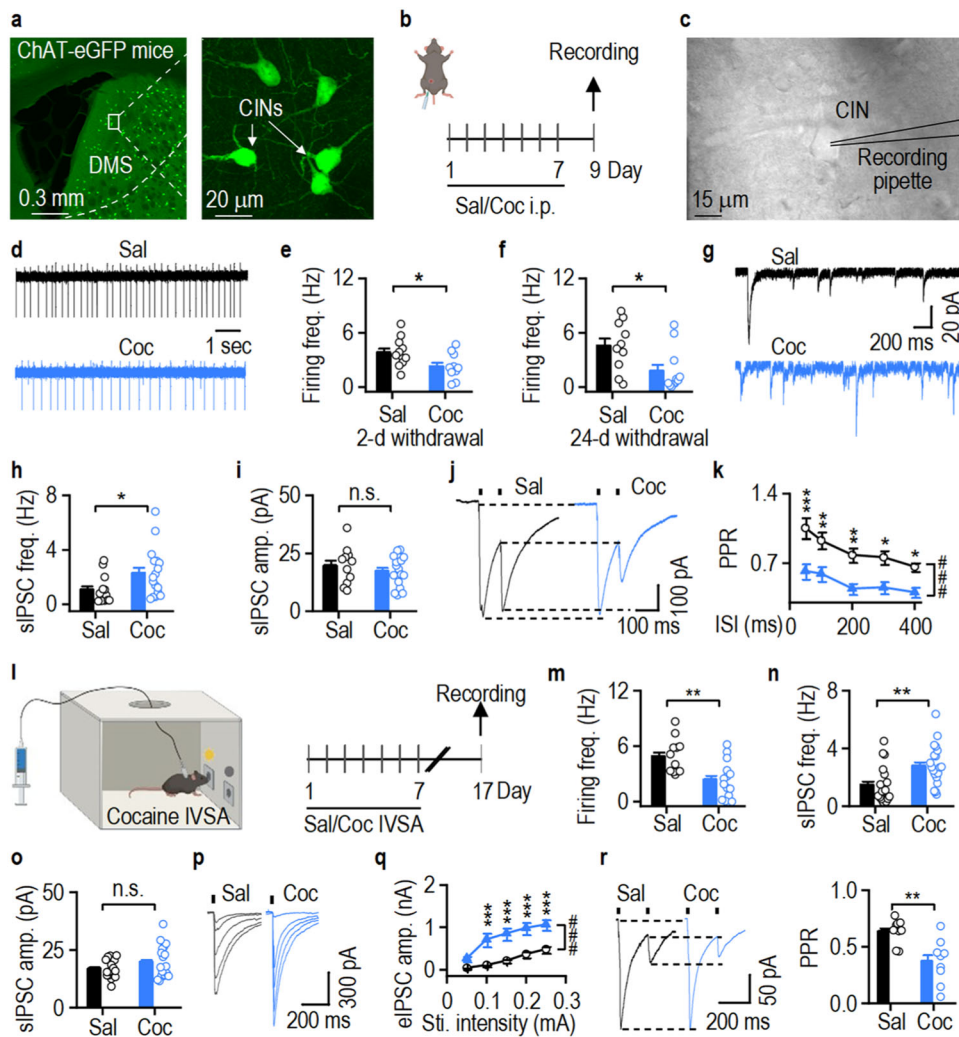 a
ChAT-eGFP mice
DMS
0.3 mm
CINs
20 μm
b
Recording
1
7
9 Day
Sal/Coc i.p.
c
CIN
Recording
pipette
15 μm
d
Sal
1 sec
Coc
e
Firing freq. (Hz)
12
6
0
*
Sal
Coc
2-d withdrawal
f
Firing freq. (Hz)
12
6
0
*
Sal
Coc
24-d withdrawal
g
Sal
200 ms
20 pA
Coc
h
sIPSC freq. (Hz)
8
4
0
*
Sal
Coc
i
sIPSC amp. (pA)
50
25
0
n.s.
Sal
Coc
j
Sal
Coc
100 pA
100 ms
k
PPR
1.4
0.7
***
***
**
*
*
###
ISI (ms)
0
200
400
l
Cocaine IVSA
Recording
1
7
17 Day
Sal/Coc IVSA
m
Firing freq. (Hz)
12
6
0
**
Sal
Coc
n
sIPSC freq. (Hz)
8
4
0
**
Sal
Coc
o
sIPSC amp. (pA)
50
25
0
n.s.
Sal
Coc
p
Sal
Coc
300 pA
200 ms
q
eIPSC amp. (nA)
2
1
0
***
***
***
***
###
0.0
0.1
0.2
0.3
Sti. intensity (mA)
r
Sal
Coc
50 pA
200 ms
PPR
1.0
0.5
0.0
**
Sal
Coc